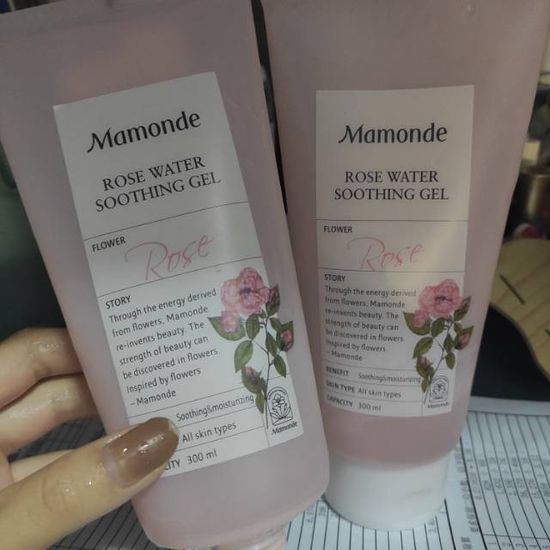 Mamonde
ROSE WATER
SOOTHING GEL
FLOWER
Rose
STORY
Through the energy derived
from flowers, Mamonde
re-invents beauty. The
strength of beauty can
be discovered in flowers.
Inspired by flowers
– Mamonde
Soothing&moisturizing
All skin types
CITY 300 ml
Mamonde
Mamonde
ROSE WATER
SOOTHING GEL
FLOWER
Rose
STORY
Through the energy derived
from flowers, Mamonde
re-invents beauty. The
strength of beauty can
be discovered in flowers.
Inspired by flowers
– Mamonde
BENEFIT Soothing&moisturizing
SKIN TYPE All skin types
CAPACITY 300 ml
Mamonde